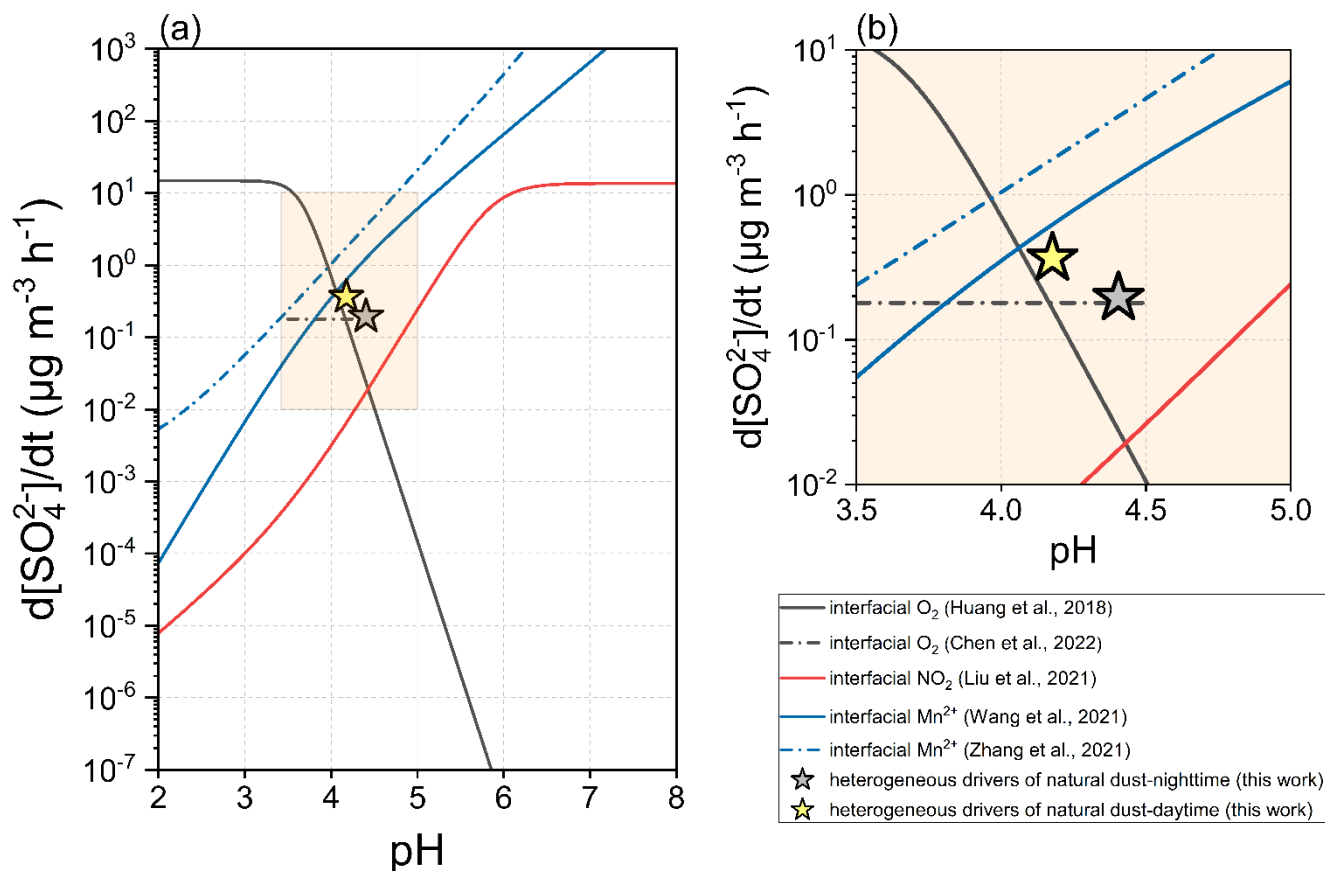 (a)
d[SO₄²⁻]/dt (µg m⁻³ h⁻¹)
10³
10²
10¹
10⁰
10⁻¹
10⁻²
10⁻³
10⁻⁴
10⁻⁵
10⁻⁶
10⁻⁷
2 3 4 5 6 7 8
pH
(b)
d[SO₄²⁻]/dt (µg m⁻³ h⁻¹)
10¹
10⁰
10⁻¹
10⁻²
3.5 4.0 4.5 5.0
pH
interfacial O₂ (Huang et al., 2018)
interfacial O₂ (Chen et al., 2022)
interfacial NO₂ (Liu et al., 2021)
interfacial Mn²⁺ (Wang et al., 2021)
interfacial Mn²⁺ (Zhang et al., 2021)
heterogeneous drivers of natural dust-nighttime (this work)
heterogeneous drivers of natural dust-daytime (this work)